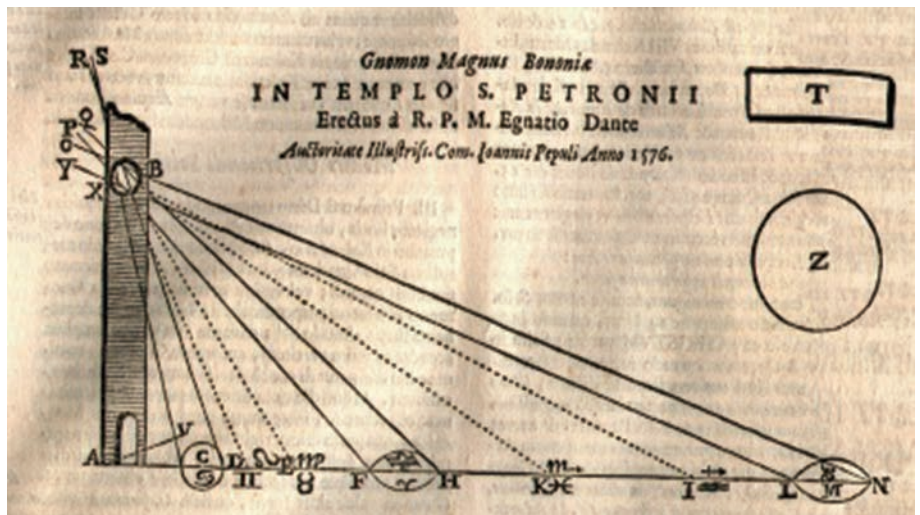 Gnomon Magnus Bononiæ
IN TEMPLO S. PETRONII
Erectus à R. P. M. Egnatio Dante
Auctoritate Illustriss. Com. Ioannis Pepuli Anno 1576.
R S
T
P ♀
O
Y
B
X
Z
A
V
C
♋
D ♌ ♍
♊ ♉
F
♈
H
K ♓
I
L
M
N